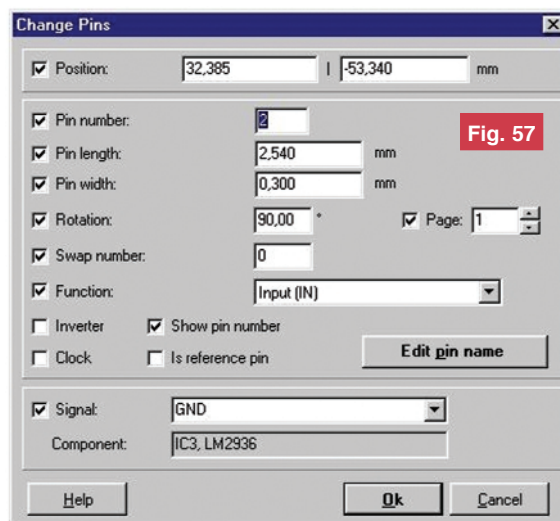 Change Pins
Position: 32,385 | -53,340 mm
Fig. 57
Pin number: 2
Pin length: 2,540 mm
Pin width: 0,300 mm
Rotation: 90,00 ° Page: 1
Swap number: 0
Function: Input (IN)
Inverter Show pin number
Clock Is reference pin Edit pin name
Signal: GND
Component: IC3, LM2936
Help Ok Cancel